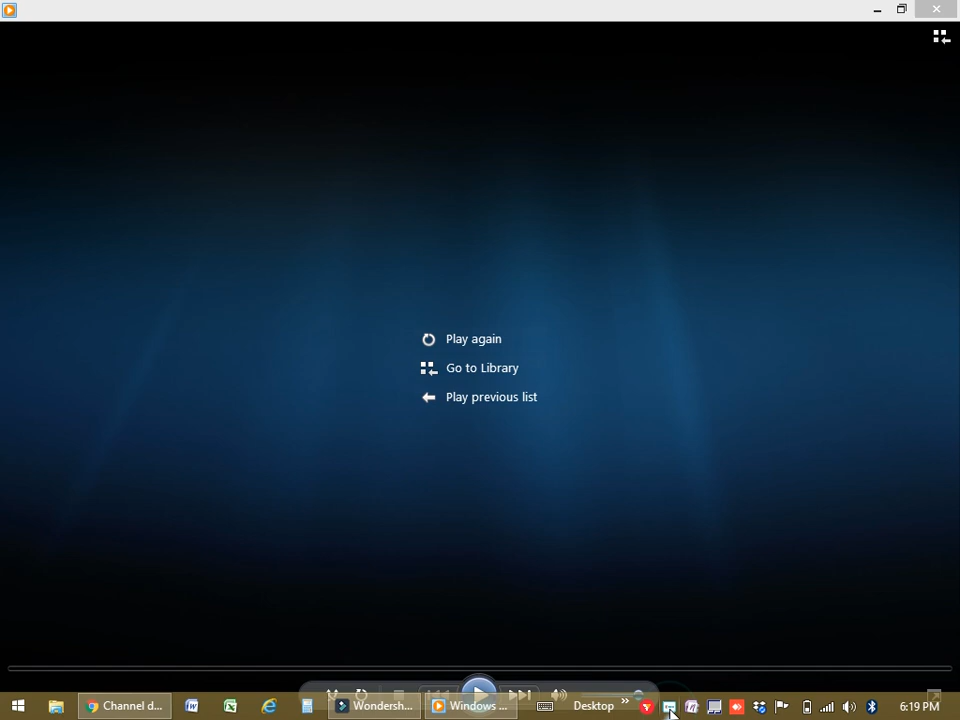 Play again
Go to Library
Play previous list
Channel d...
Wondersh...
Windows ...
Desktop
6:19 PM